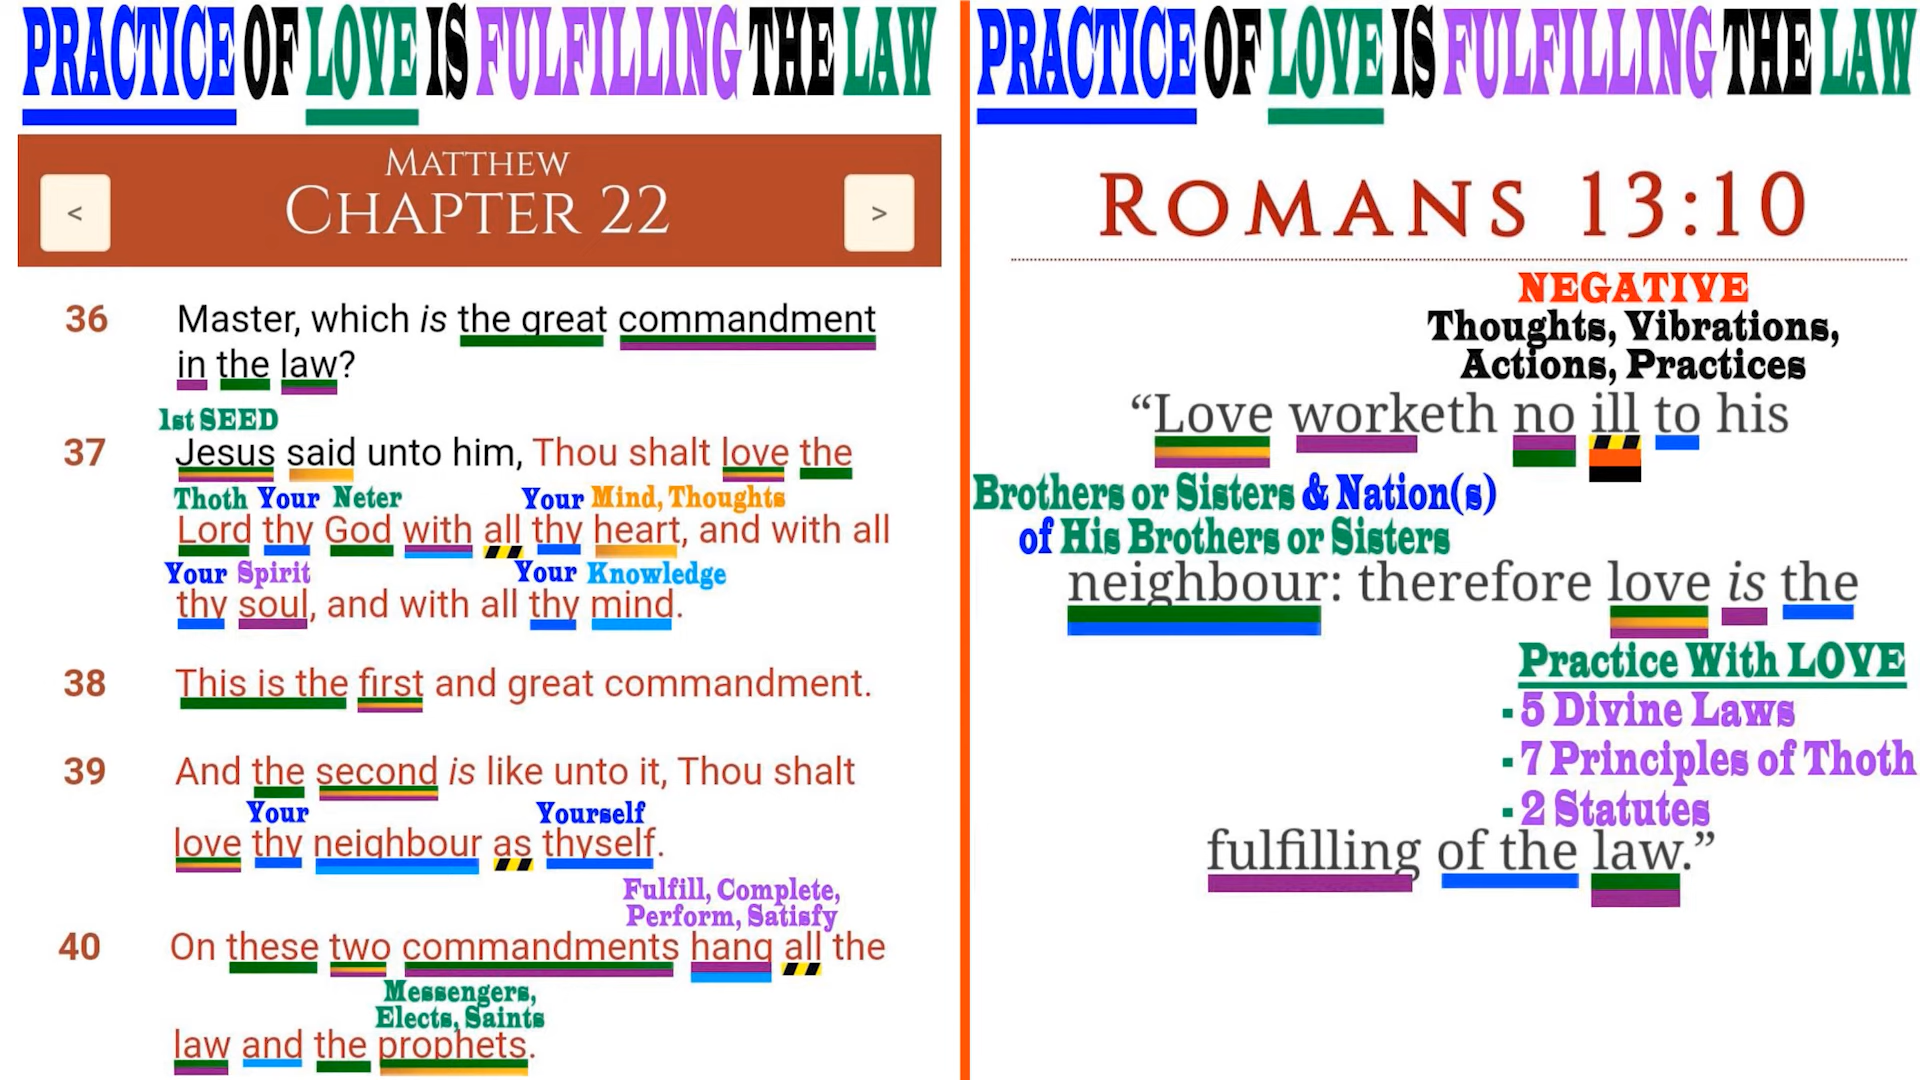 PRACTICE OF LOVE IS FULFILLING THE LAW
MATTHEW
CHAPTER 22
<
>
36 Master, which is the great commandment
in the law?
1st SEED
37 Jesus said unto him, Thou shalt love the
Thoth Your Neter Your Mind, Thoughts
Lord thy God with all thy heart, and with all
Your Spirit Your Knowledge
thy soul, and with all thy mind.
38 This is the first and great commandment.
39 And the second is like unto it, Thou shalt
Your Yourself
love thy neighbour as thyself.
Fulfill, Complete,
Perform, Satisfy
40 On these two commandments hang all the
Messengers,
Elects, Saints
law and the prophets.
PRACTICE OF LOVE IS FULFILLING THE LAW
ROMANS 13:10
NEGATIVE
Thoughts, Vibrations,
Actions, Practices
“Love worketh no ill to his
Brothers or Sisters & Nation(s)
of His Brothers or Sisters
neighbour: therefore love is the
Practice With LOVE
- 5 Divine Laws
- 7 Principles of Thoth
- 2 Statutes
fulfilling of the law.”